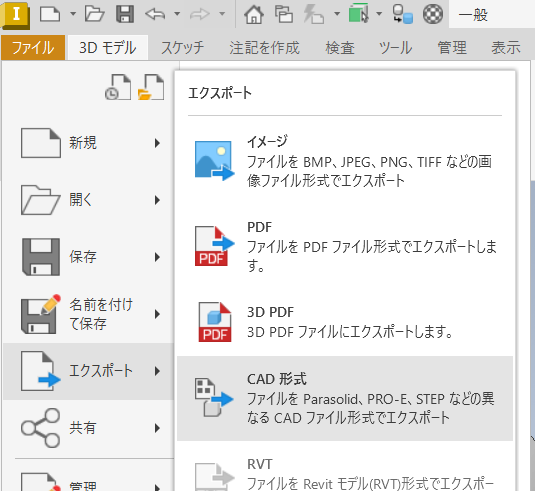 一般
ファイル 3D モデル スケッチ 注記を作成 検査 ツール 管理 表示
新規
開く
保存
名前を付け
て保存
エクスポート
共有
管理
エクスポート
イメージ
ファイルを BMP、JPEG、PNG、TIFF などの画
像ファイル形式でエクスポート
PDF
PDF
ファイルを PDF ファイル形式でエクスポートしま
す。
PDF
3D PDF
3D PDF ファイルにエクスポートします。
CAD 形式
ファイルを Parasolid、PRO-E、STEP などの異
なる CAD ファイル形式でエクスポート
RVT
ファイルを Revit モデル(RVT)形式でエクスポー